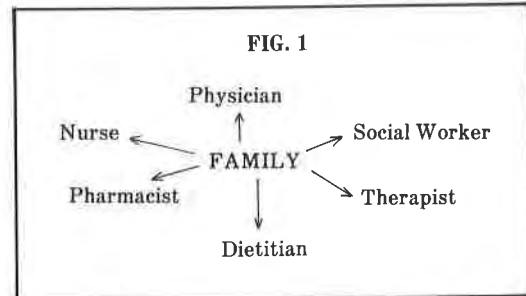 FIG. 1
Physician
Nurse
Social Worker
FAMILY
Pharmacist
Therapist
Dietitian